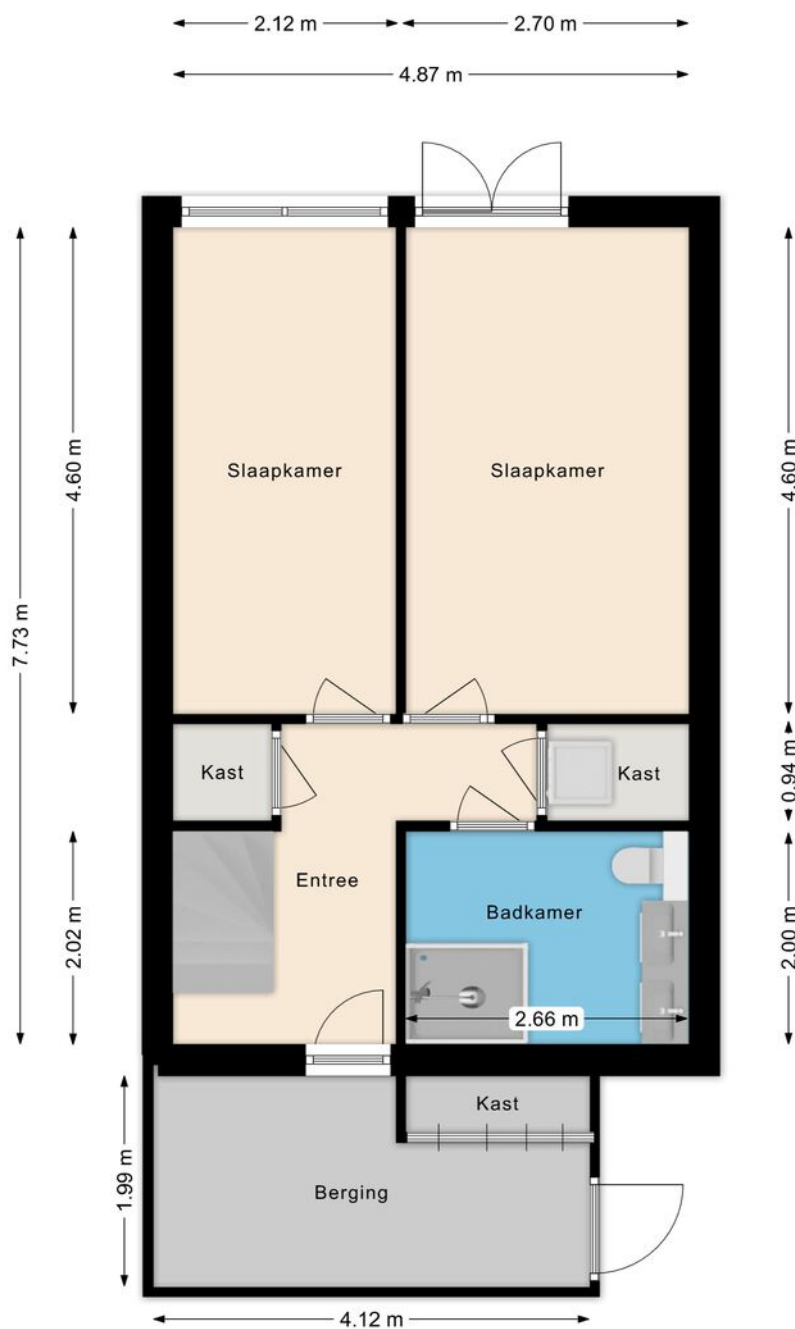 2.12 m
2.70 m
4.87 m
4.60 m
4.60 m
7.73 m
Slaapkamer
Slaapkamer
Kast
Kast
0.94 m
Entree
Badkamer
2.02 m
2.00 m
2.66 m
Kast
1.99 m
Berging
4.12 m